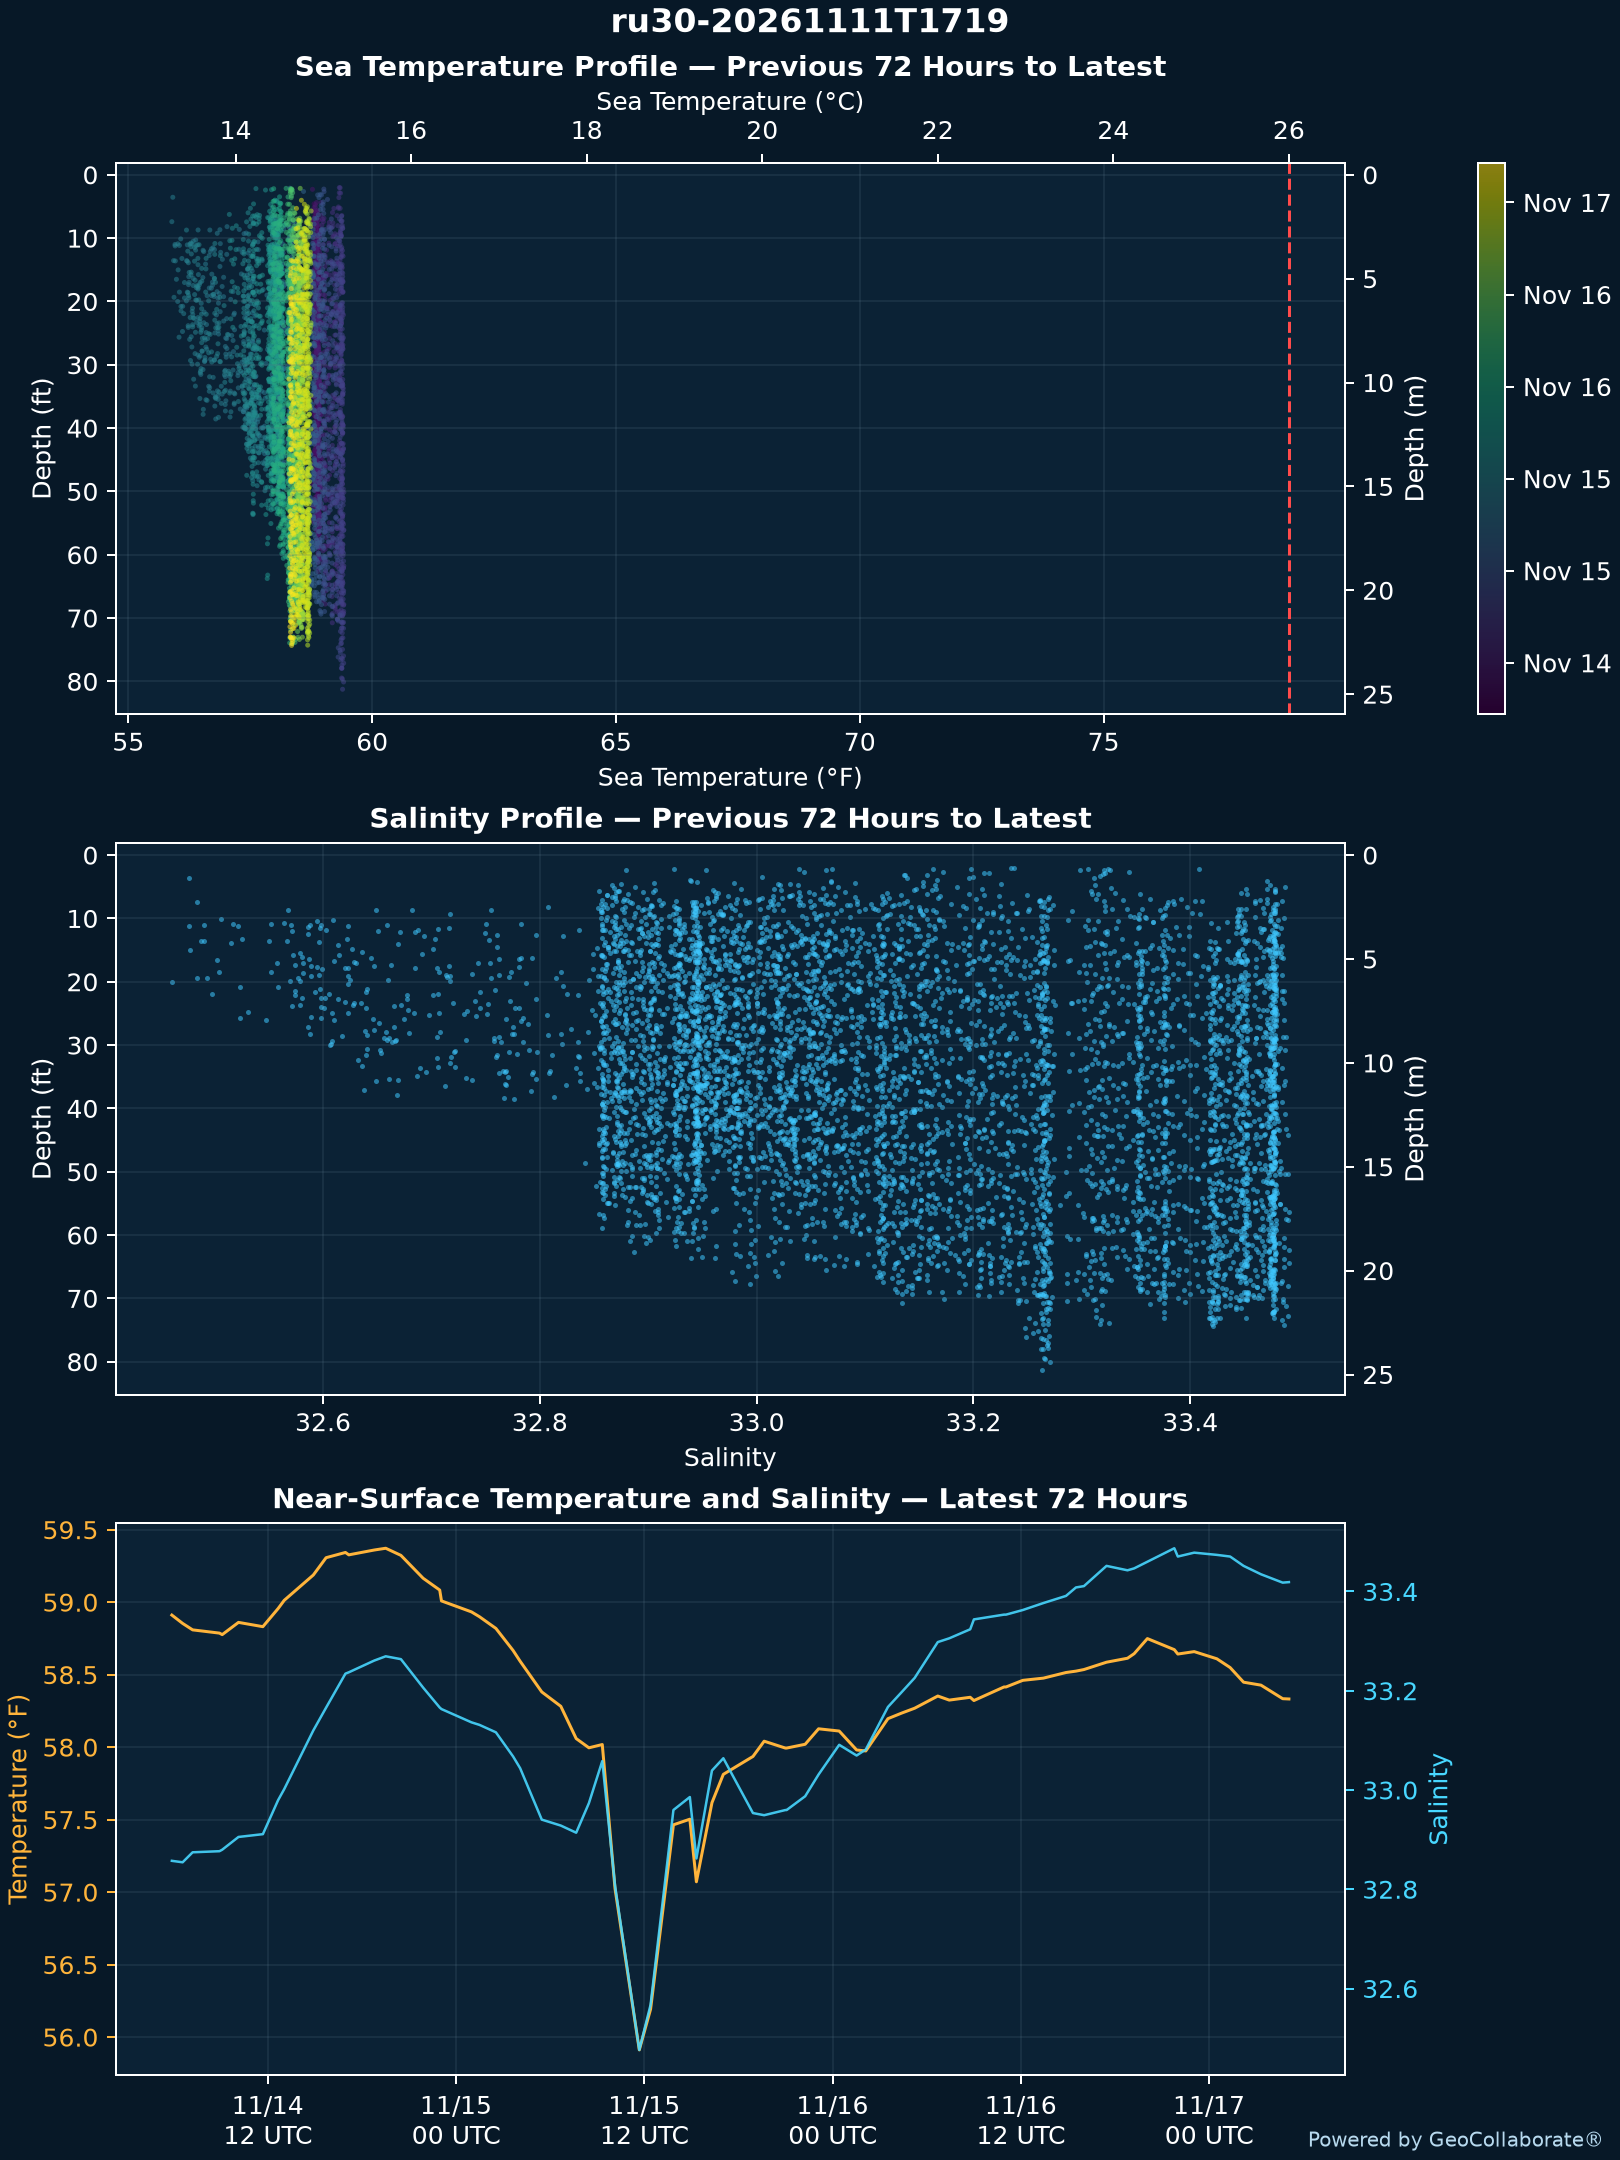 ru30-20261111T1719
Sea Temperature Profile — Previous 72 Hours to Latest
Sea Temperature (°C)
14 16 18 20 22 24 26
0 10 20 30 40 50 60 70 80
Depth (ft)
0 5 10 15 20 25
Depth (m)
Nov 17
Nov 16
Nov 16
Nov 15
Nov 15
Nov 14
55 60 65 70 75
Sea Temperature (°F)
Salinity Profile — Previous 72 Hours to Latest
0 10 20 30 40 50 60 70 80
Depth (ft)
0 5 10 15 20 25
Depth (m)
32.6 32.8 33.0 33.2 33.4
Salinity
Near-Surface Temperature and Salinity — Latest 72 Hours
59.5 59.0 58.5 58.0 57.5 57.0 56.5 56.0
Temperature (°F)
33.4 33.2 33.0 32.8 32.6
Salinity
11/14 11/15 11/15 11/16 11/16 11/17
12 UTC 00 UTC 12 UTC 00 UTC 12 UTC 00 UTC
Powered by GeoCollaborate®